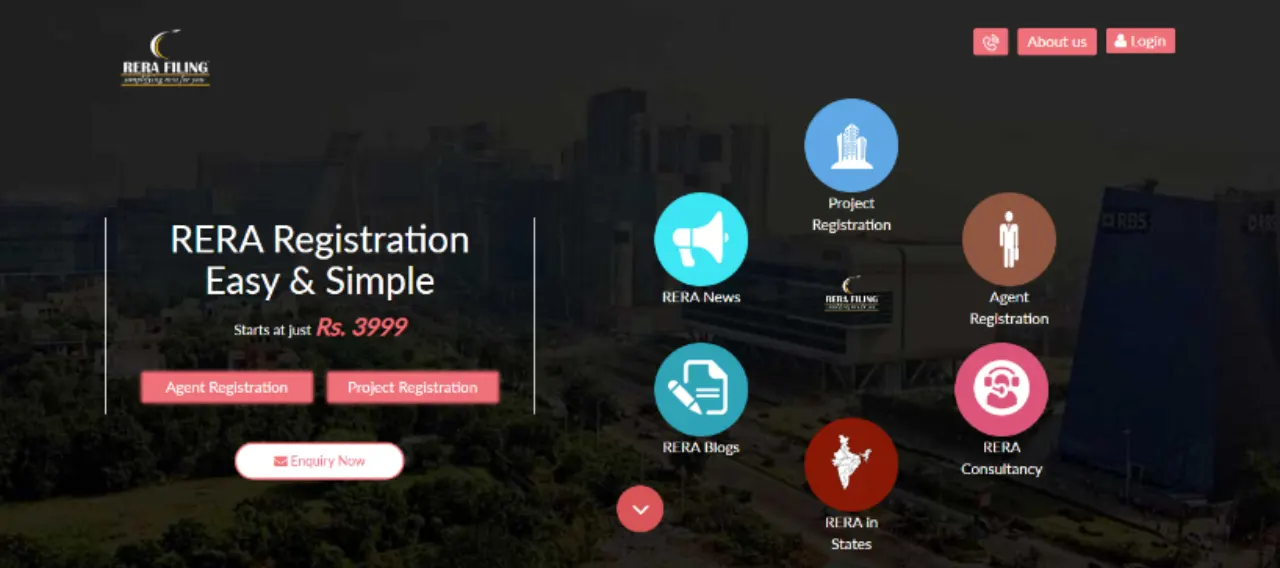 RERA FILING
simplifying rera for you
About us
Login
RERA Registration
Easy & Simple
Starts at just Rs. 3999
Agent Registration
Project Registration
Enquiry Now
Project
Registration
RERA News
Agent
Registration
RERA FILING
RERA Blogs
RERA
Consultancy
RERA in
States
RBS